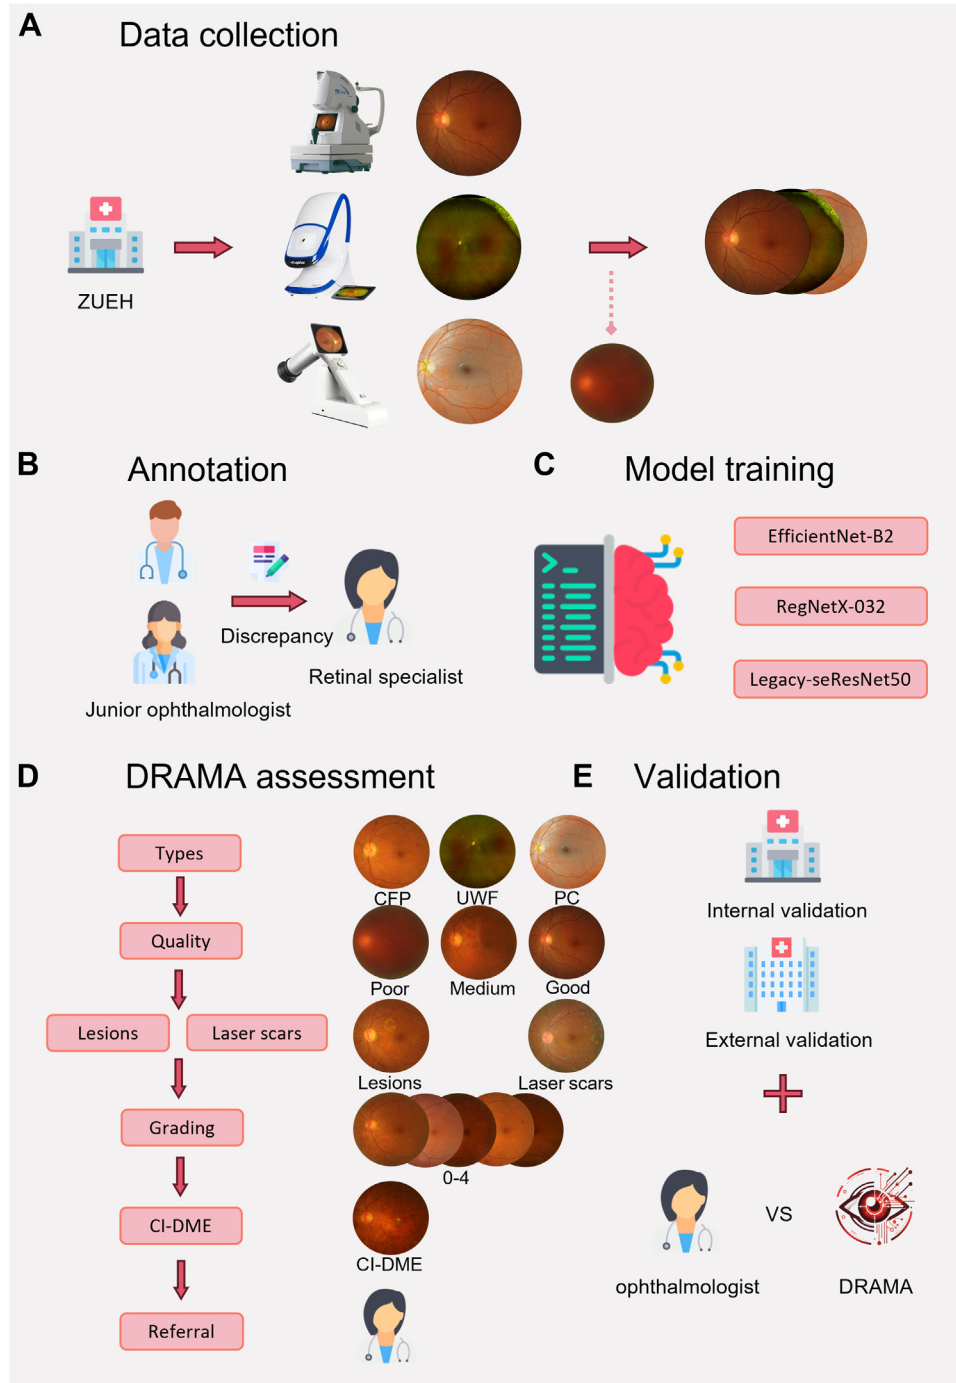 A
Data collection
ZUEH
B
Annotation
Discrepancy
Retinal specialist
Junior ophthalmologist
C
Model training
EfficientNet-B2
RegNetX-032
Legacy-seResNet50
D
DRAMA assessment
Types
Quality
Lesions
Laser scars
Grading
CI-DME
Referral
CFP
UWF
PC
Poor
Medium
Good
Lesions
Laser scars
0-4
CI-DME
E
Validation
Internal validation
External validation
VS
ophthalmologist
DRAMA